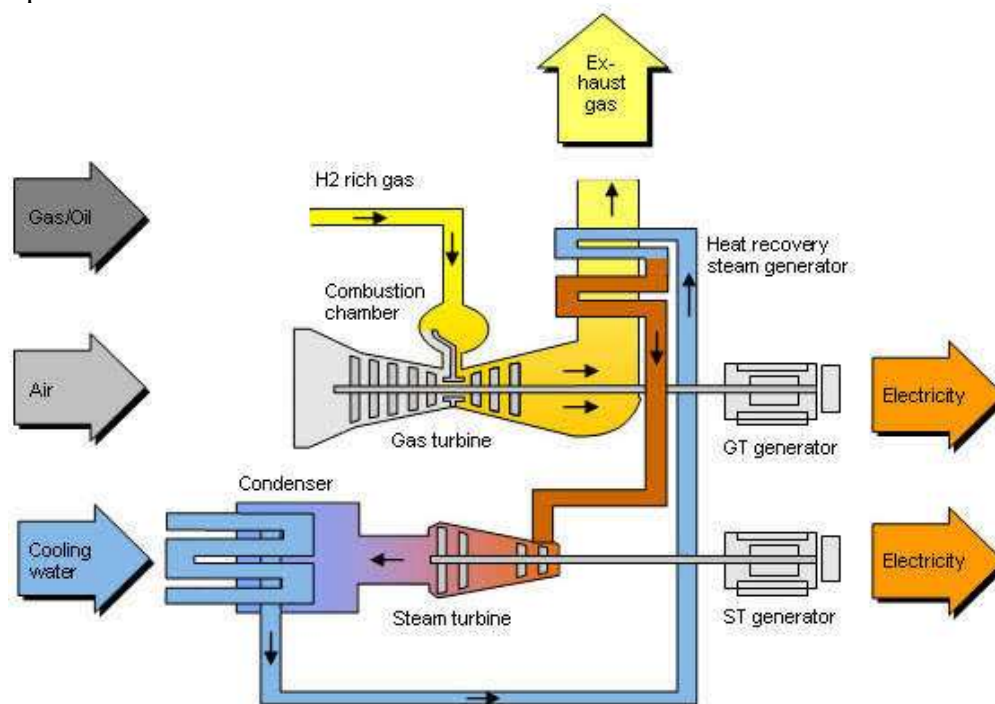 Ex-
haust
gas
H2 rich gas
Gas/Oil
Heat recovery
steam generator
Combustion
chamber
Air
Electricity
Gas turbine
GT generator
Condenser
Cooling
water
Electricity
Steam turbine
ST generator